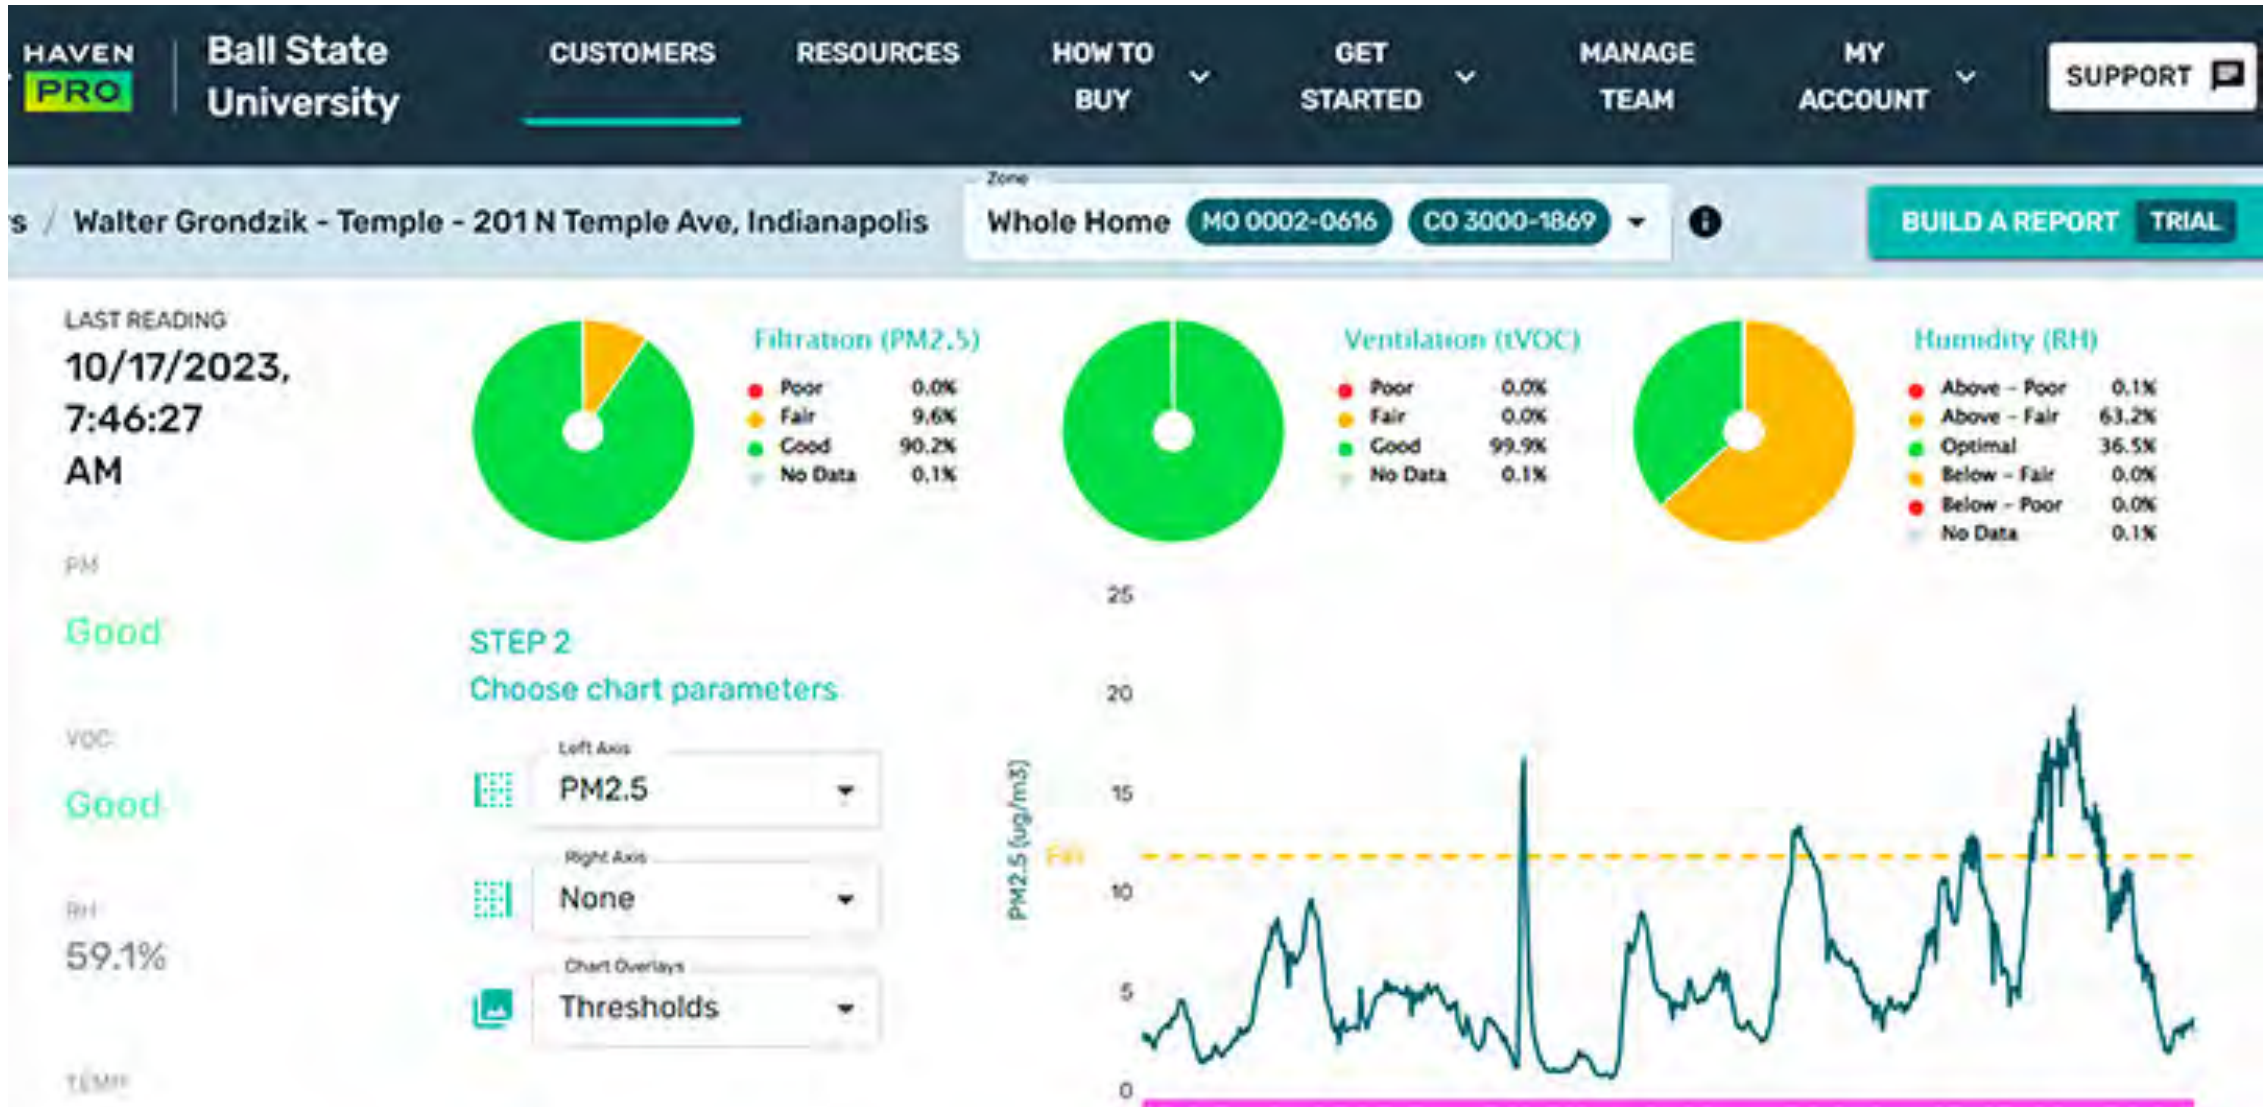 HAVEN
PRO
Ball State
University
CUSTOMERS
RESOURCES
HOW TO
BUY
GET
STARTED
MANAGE
TEAM
MY
ACCOUNT
SUPPORT
s / Walter Grondzik - Temple - 201 N Temple Ave, Indianapolis
Zone
Whole Home MO 0002-0616 CO 3000-1869
BUILD A REPORT TRIAL
LAST READING
10/17/2023,
7:46:27
AM
PM
Good
VOC
Good
RH
59.1%
TEMP
Filtration (PM2.5)
Poor 0.0%
Fair 9.6%
Good 90.2%
No Data 0.1%
Ventilation (tVOC)
Poor 0.0%
Fair 0.0%
Good 99.9%
No Data 0.1%
Humidity (RH)
Above - Poor 0.1%
Above - Fair 63.2%
Optimal 36.5%
Below - Fair 0.0%
Below - Poor 0.0%
No Data 0.1%
STEP 2
Choose chart parameters
Left Axis
PM2.5
Right Axis
None
Chart Overlays
Thresholds
PM2.5 (ug/m3)
25
20
15
Fair
10
5
0